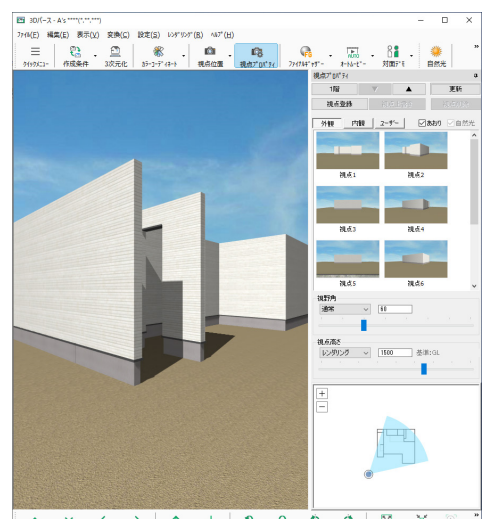 3Dパース - A's ****(*.**.***)
ファイル(F) 編集(E) 表示(V) 変換(C) 設定(S) レンダリング(R) ヘルプ(H)
クイックメニュー 作成条件 3次元化 カラーコーディネート 視点位置 視点プロパティ ファイルギャザー オートムービー 対面デモ 自然光 »
視点プロパティ
1階 ▼ ▲ 更新
視点登録
外観 内観 ユーザー あおり 自然光
視点1 視点2
視点3 視点4
視点5 視点6
視野角
通常 60
視点高さ
レンダリング 1500 基準:GL
+
-